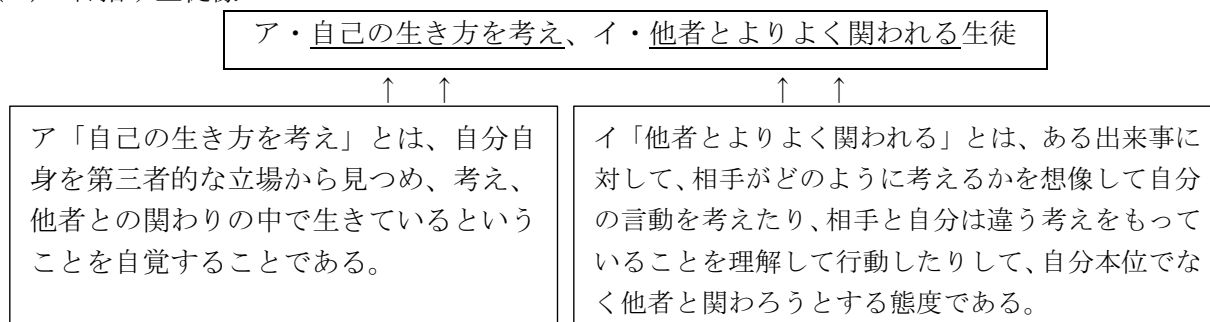 ア・自己の生き方を考え、イ・他者とよりよく関われる生徒
↑ ↑ ↑ ↑
ア「自己の生き方を考え」とは、自分自
身を第三者的な立場から見つめ、考え、
他者との関わりの中で生きているという
ことを自覚することである。
イ「他者とよりよく関われる」とは、ある出来事に
対して、相手がどのように考えるかを想像して自分
の言動を考えたり、相手と自分は違う考えをもって
いることを理解して行動したりして、自分本位でな
く他者と関わろうとする態度である。